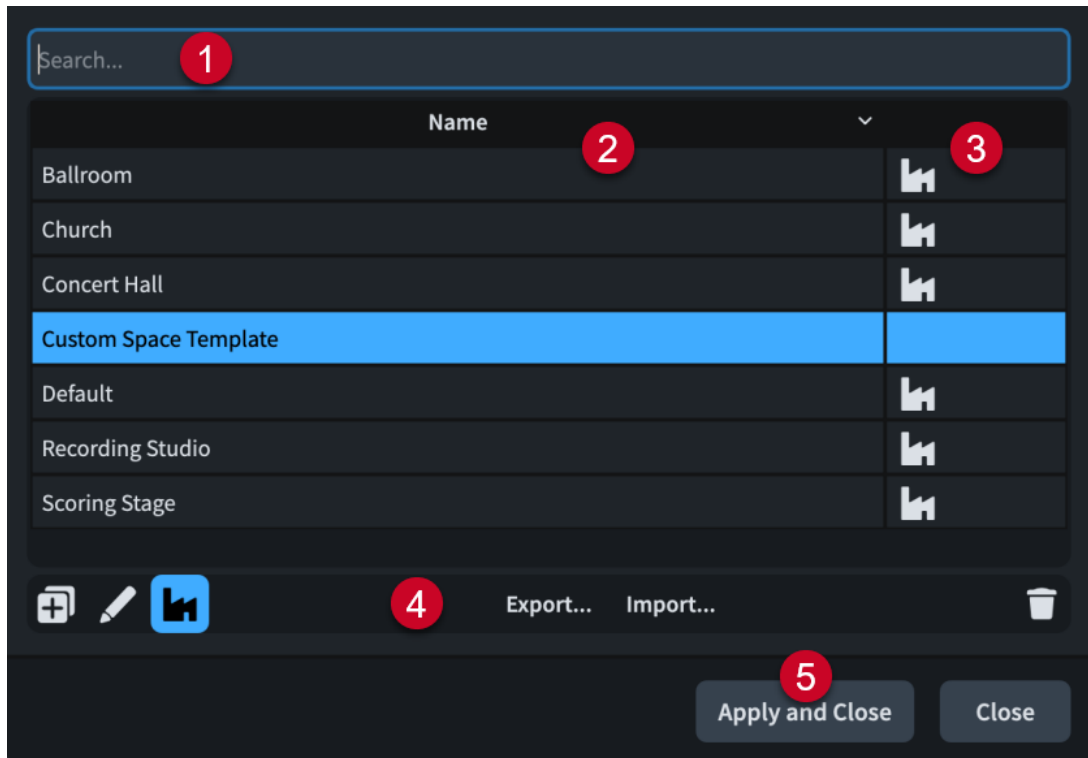 Search...
1
Name
2
3
Ballroom
Church
Concert Hall
Custom Space Template
Default
Recording Studio
Scoring Stage
4
Export... Import...
5
Apply and Close Close